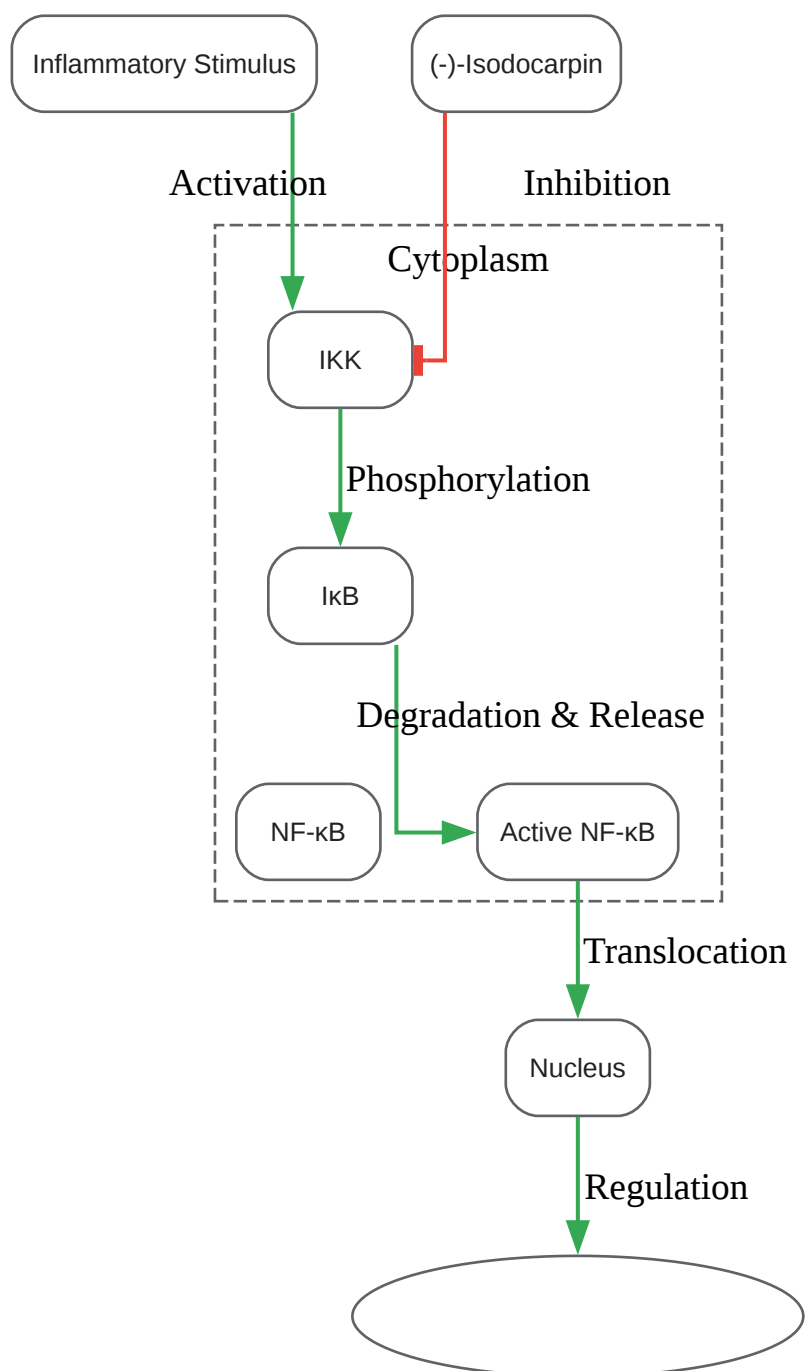 Inflammatory Stimulus
(-)-Isodocarpin
Activation
Inhibition
Cytoplasm
IKK
Phosphorylation
IκB
Degradation & Release
NF-κB
Active NF-κB
Translocation
Nucleus
Regulation